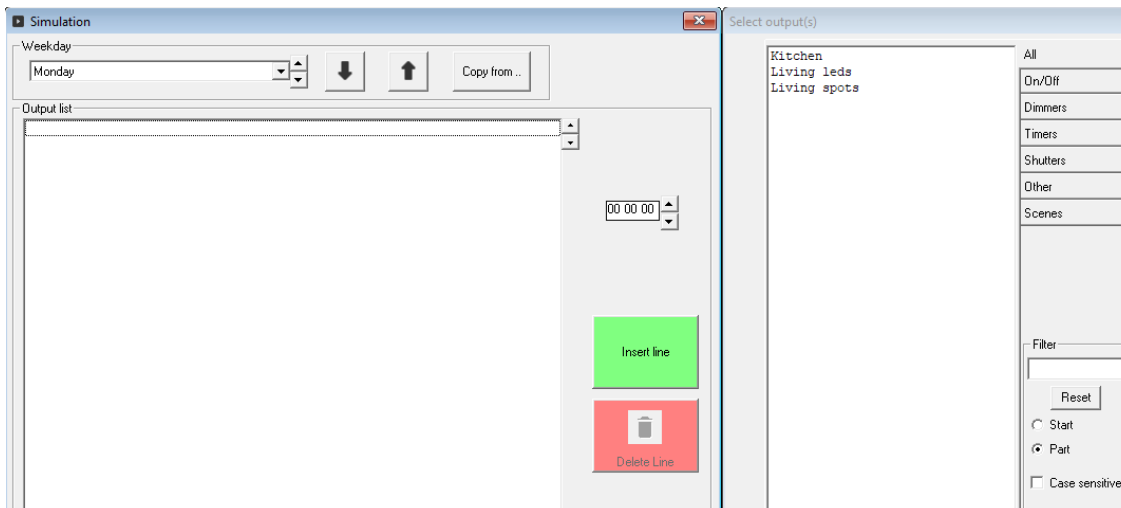 Simulation
Weekday
Monday
Copy from ..
Output list
00 00 00
Insert line
Delete Line
Select output(s)
Kitchen
Living leds
Living spots
All
On/Off
Dimmers
Timers
Shutters
Other
Scenes
Filter
Reset
Start
Part
Case sensitive